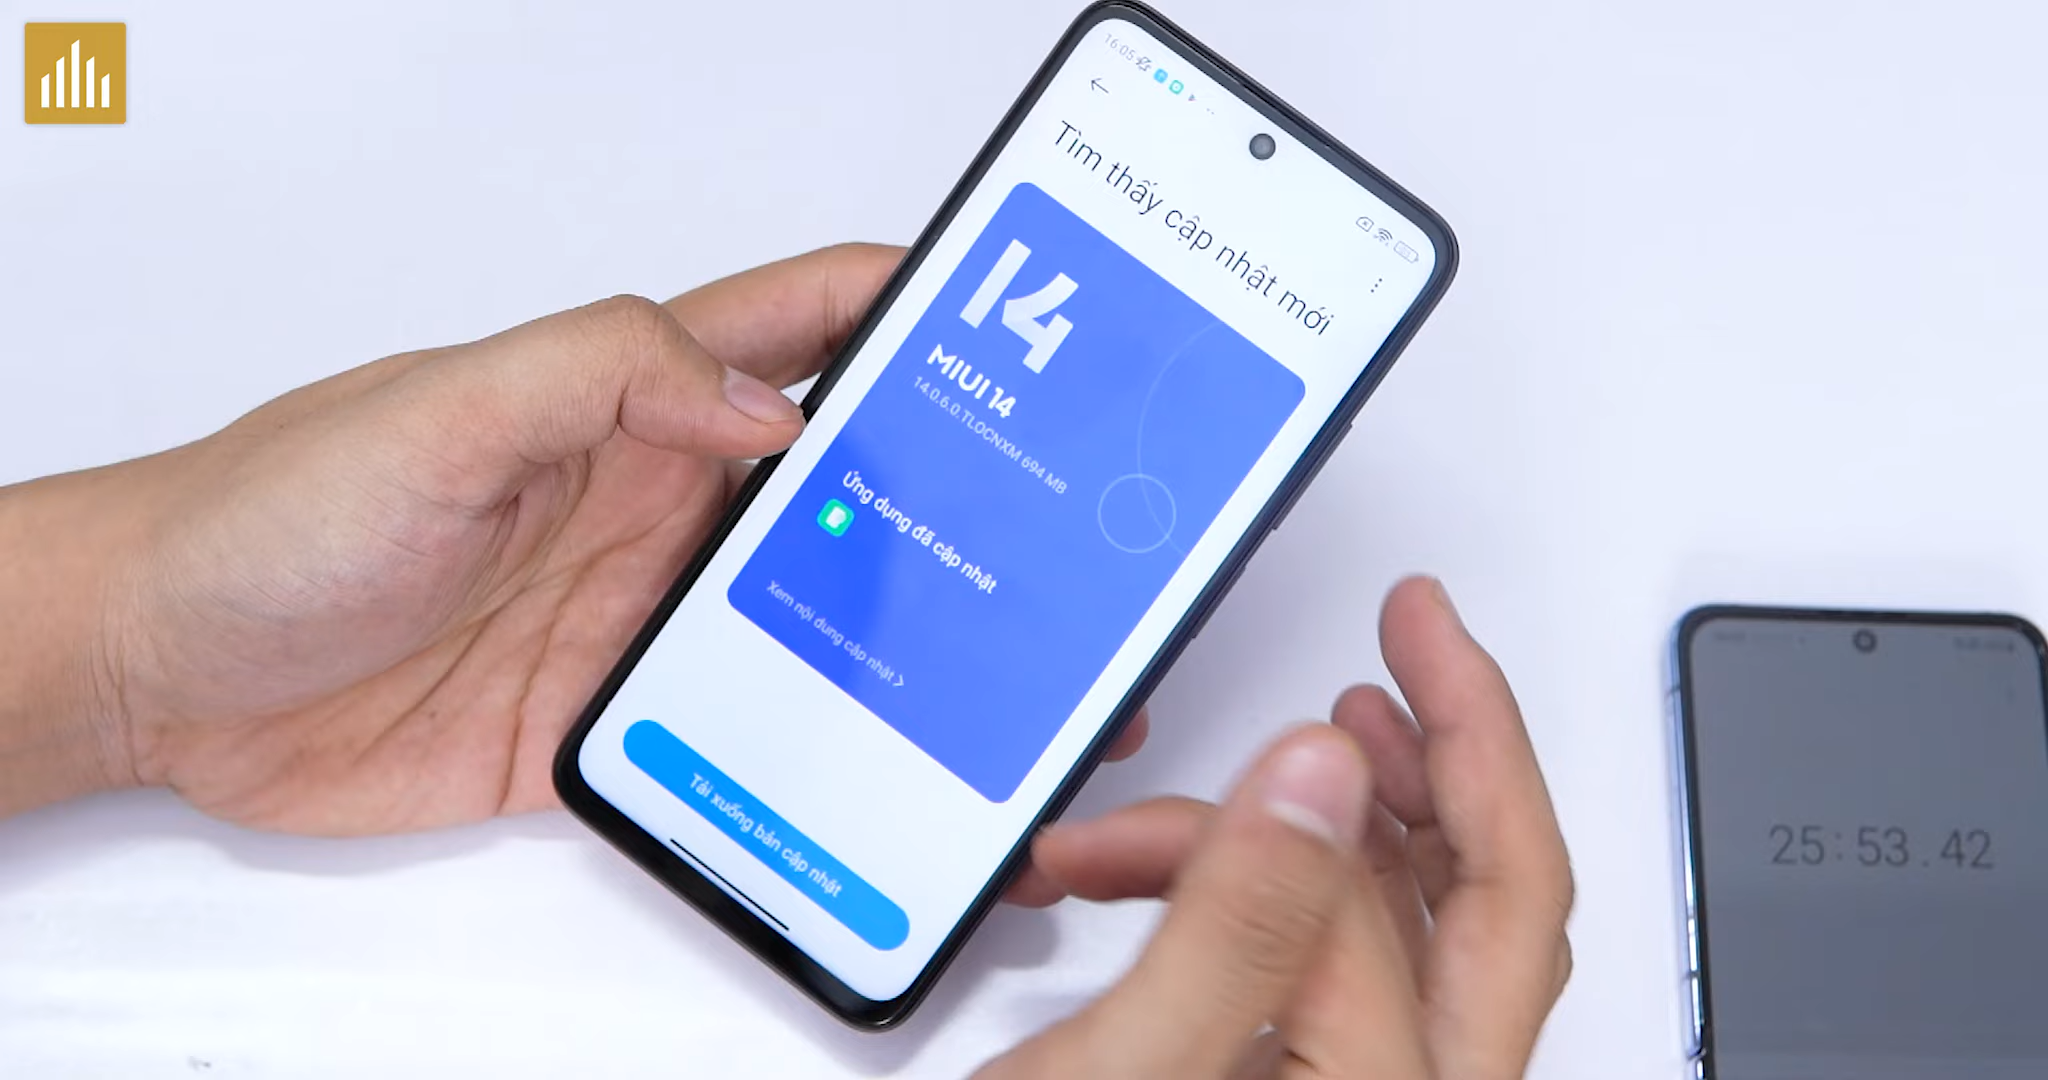 16:05
Tìm thấy cập nhật mới
14
MIUI 14
14.0.6.0.TLOCNXM 694 MB
Ứng dụng đã cập nhật
Xem nội dung cập nhật >
Tải xuống bản cập nhật
25:53.42